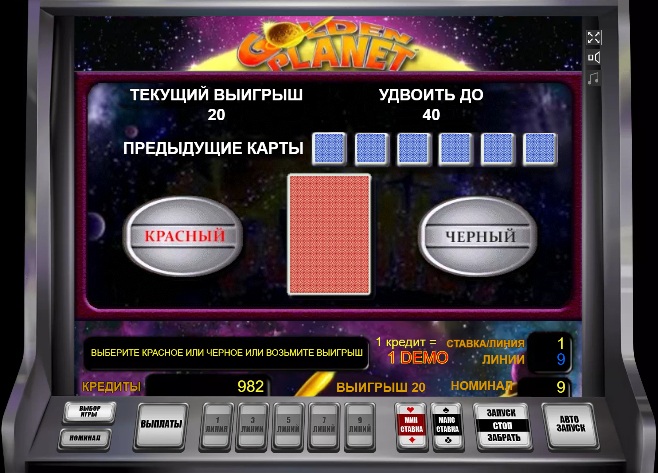 GOLDEN
PLANET
ТЕКУЩИЙ ВЫИГРЫШ
20
УДВОИТЬ ДО
40
ПРЕДЫДУЩИЕ КАРТЫ
КРАСНЫЙ
ЧЕРНЫЙ
ВЫБЕРИТЕ КРАСНОЕ ИЛИ ЧЕРНОЕ ИЛИ ВОЗЬМИТЕ ВЫИГРЫШ
1 кредит =
1 DEMO
СТАВКА/ЛИНИЯ
1
ЛИНИИ
9
КРЕДИТЫ
982
ВЫИГРЫШ 20
НОМИНАЛ
9
ВЫБОР
ИГРЫ
НОМИНАЛ
ВЫПЛАТЫ
1
ЛИНИЯ
3
ЛИНИИ
5
ЛИНИЙ
7
ЛИНИЙ
9
ЛИНИЙ
МИН
СТАВКА
МАКС
СТАВКА
ЗАПУСК
СТОП
ЗАБРАТЬ
АВТО
ЗАПУСК